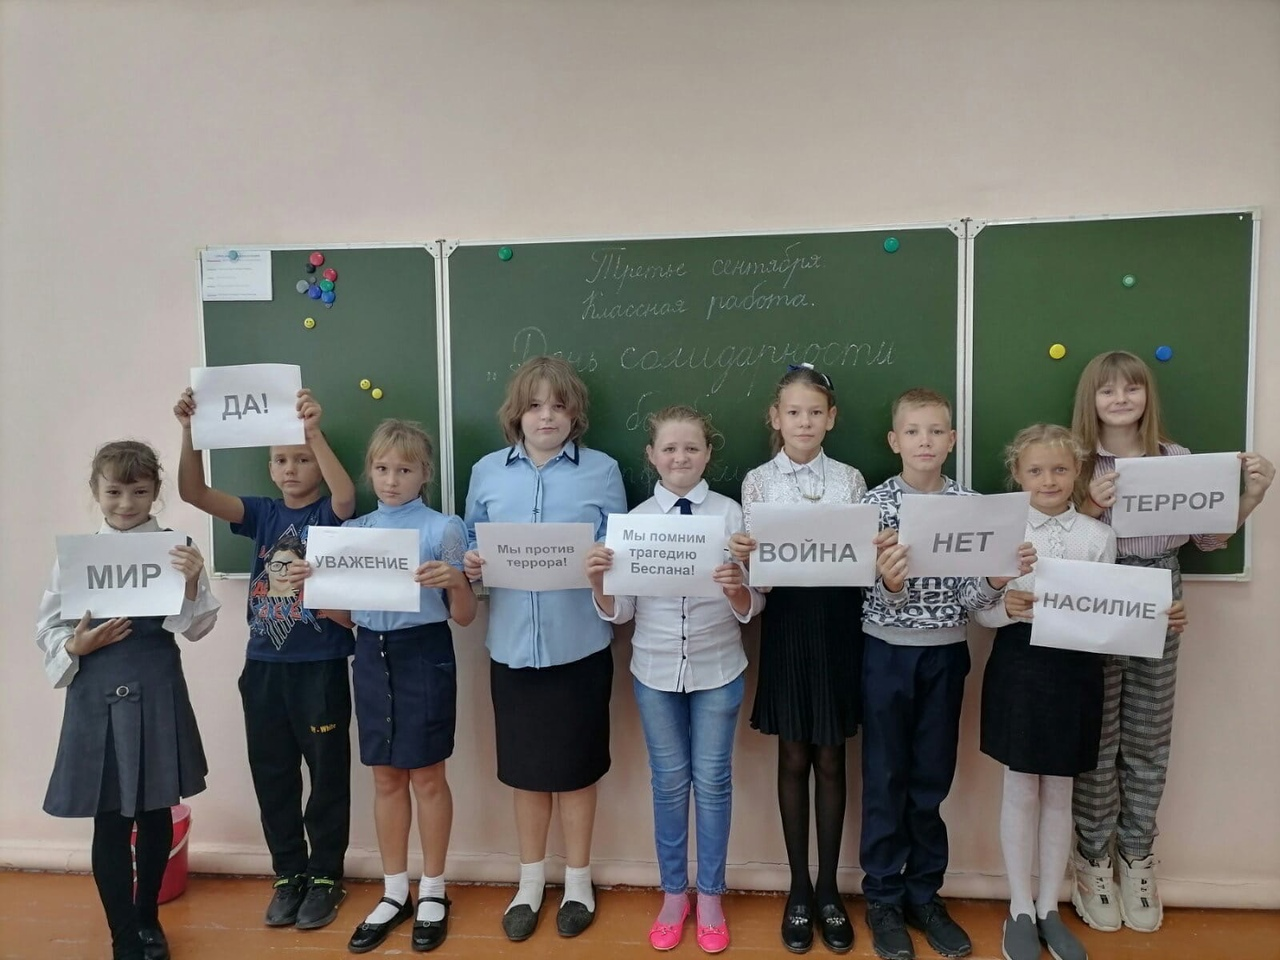 Третье сентября.
Классная работа.
„День солидарности
ДА!
МИР
УВАЖЕНИЕ
Мы против
террора!
Мы помним
трагедию
Беслана!
ВОЙНА
НЕТ
НАСИЛИЕ
ТЕРРОР